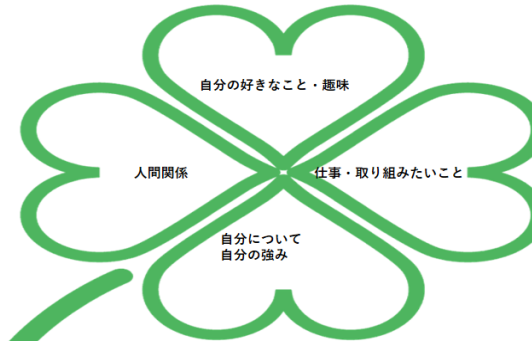 自分の好きなこと・趣味
人間関係
仕事・取り組みたいこと
自分について
自分の強み